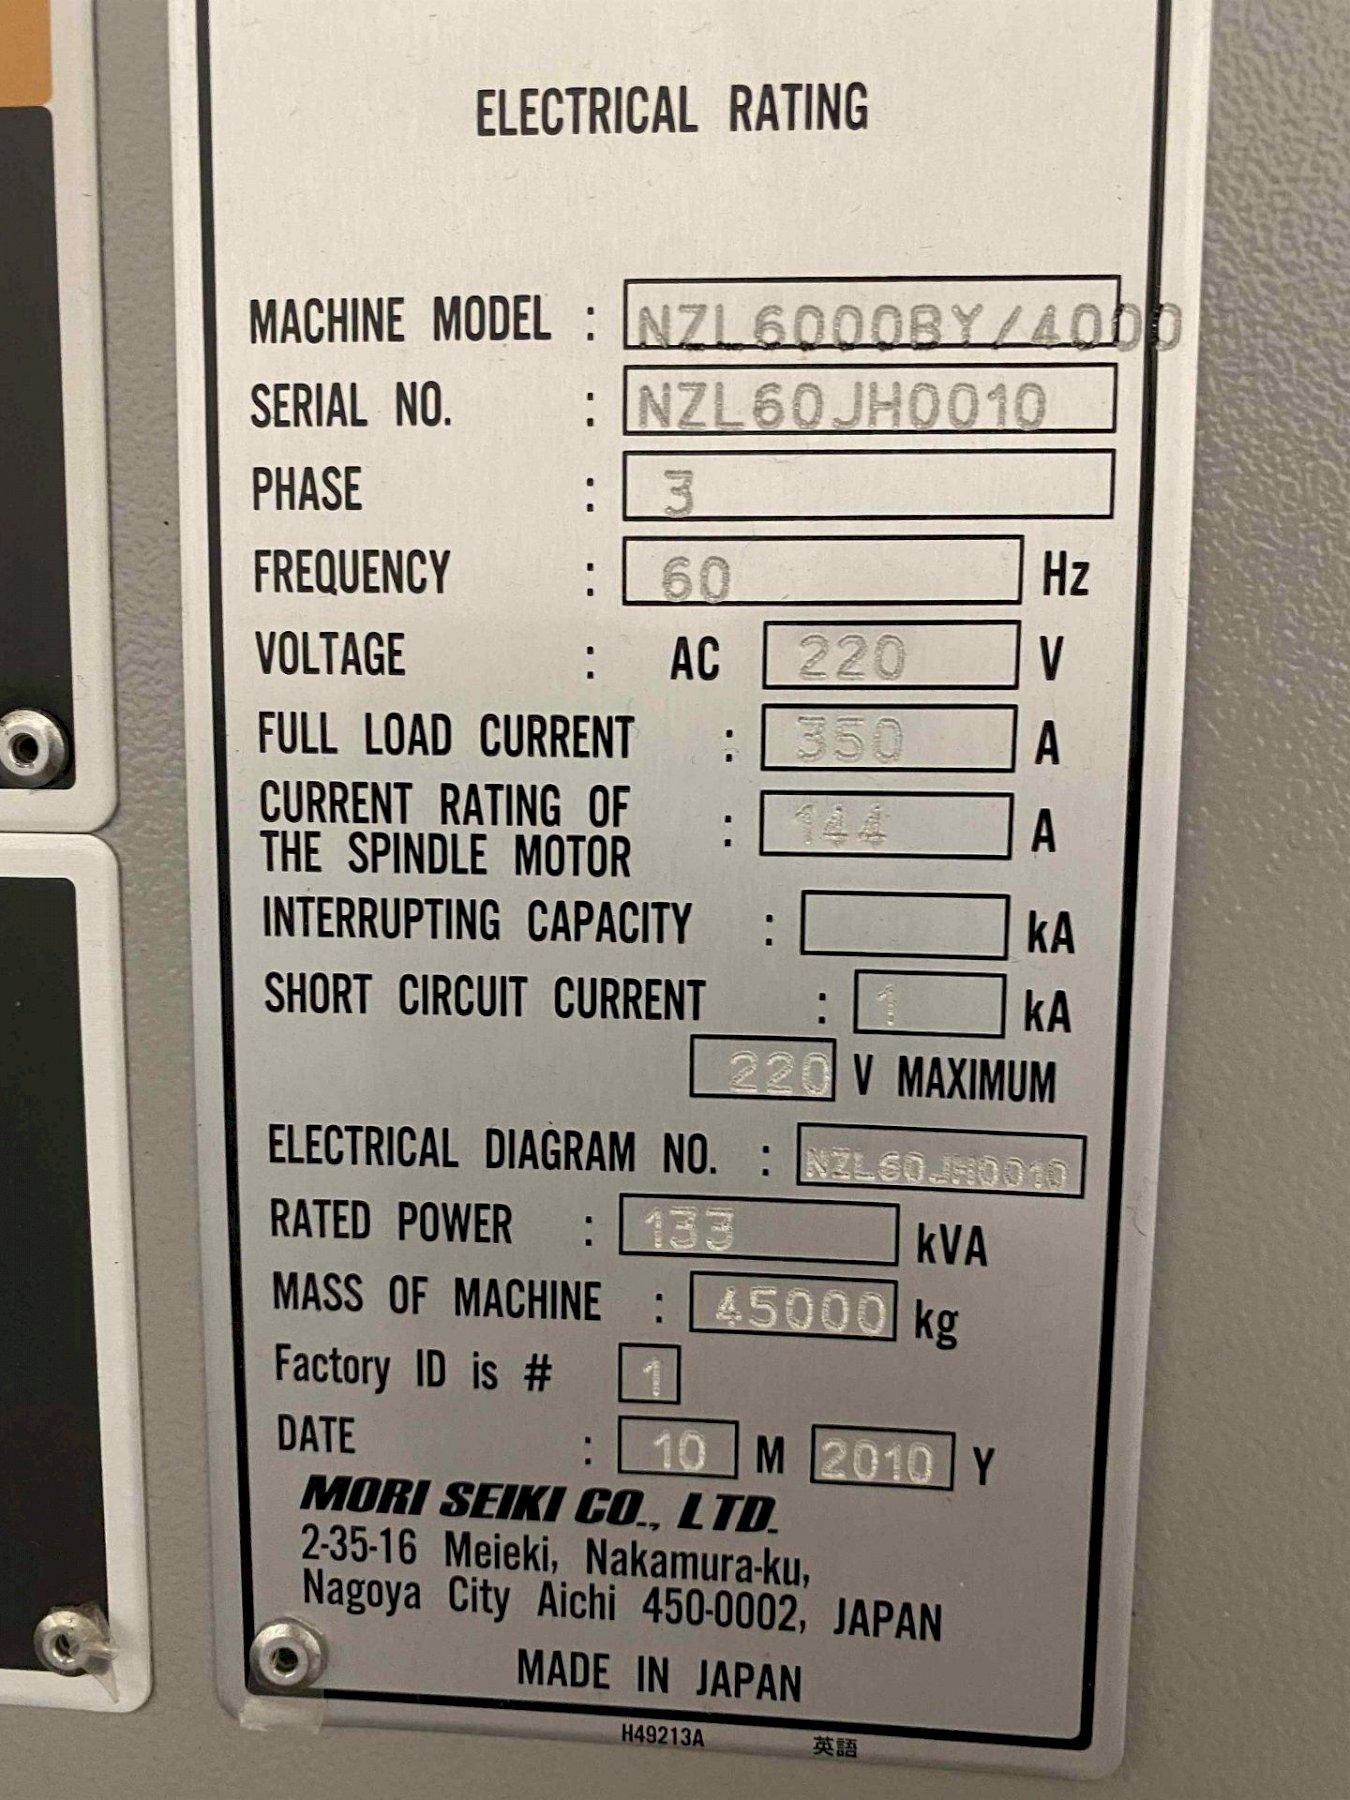 ELECTRICAL RATING
MACHINE MODEL : NZL6000BY/4000
SERIAL NO. : NZL60JH0010
PHASE : 3
FREQUENCY : 60 Hz
VOLTAGE : AC 220 V
FULL LOAD CURRENT : 350 A
CURRENT RATING OF
THE SPINDLE MOTOR : 144 A
INTERRUPTING CAPACITY : kA
SHORT CIRCUIT CURRENT : 1 kA
220 V MAXIMUM
ELECTRICAL DIAGRAM NO. : NZL60JH0010
RATED POWER : 133 kVA
MASS OF MACHINE : 45000 kg
Factory ID is # 1
DATE : 10 M 2010 Y
MORI SEIKI CO., LTD.
2-35-16 Meieki, Nakamura-ku,
Nagoya City Aichi 450-0002, JAPAN
MADE IN JAPAN
H49213A 英語